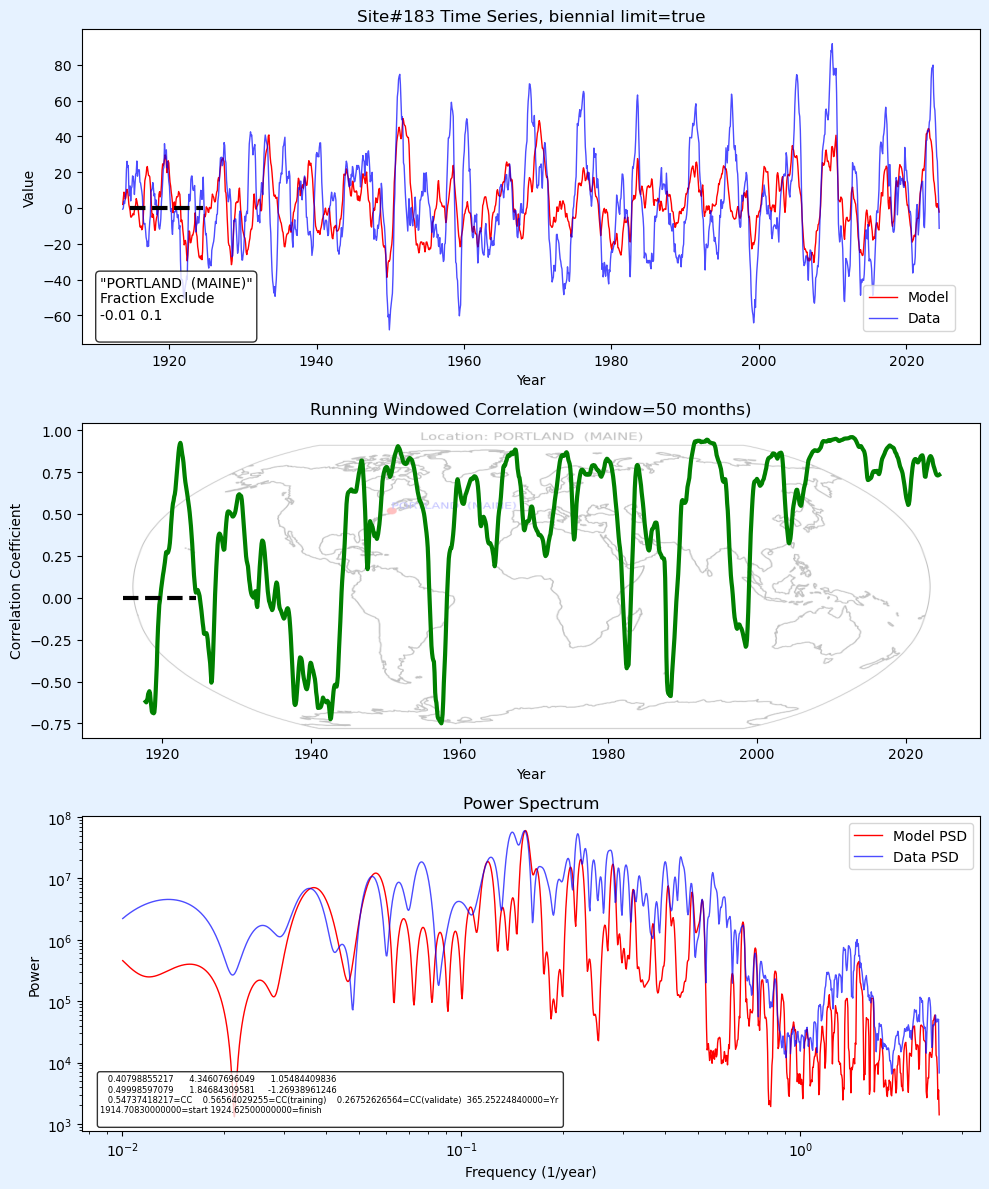 Site#183 Time Series, biennial limit=true
Value
80
60
40
20
0
−20
−40
−60
"PORTLAND  (MAINE)"
Fraction Exclude
-0.01 0.1
Model
Data
1920
1940
1960
1980
2000
2020
Year
Running Windowed Correlation (window=50 months)
Correlation Coefficient
1.00
0.75
0.50
0.25
0.00
−0.25
−0.50
−0.75
Location: PORTLAND  (MAINE)
PORTLAND  (MAINE)
1920
1940
1960
1980
2000
2020
Year
Power Spectrum
Power
10^8
10^7
10^6
10^5
10^4
10^3
Model PSD
Data PSD
0.40798855217 4.34607696049 1.05484409836
0.49998597079 1.84684309581 -1.26938961246
0.54737418217=CC 0.56564029255=CC(training) 0.26752626564=CC(validate) 365.25224840000=Yr
1914.70830000000=start 1924.62500000000=finish
10^−2
10^−1
10^0
Frequency (1/year)